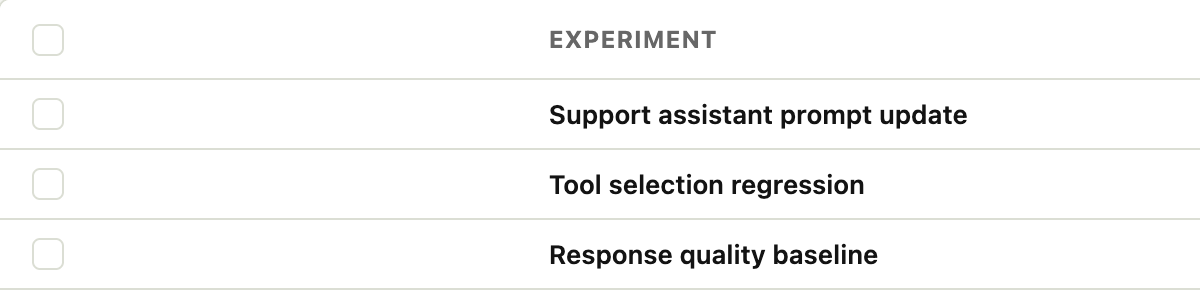 EXPERIMENT
Support assistant prompt update
Tool selection regression
Response quality baseline